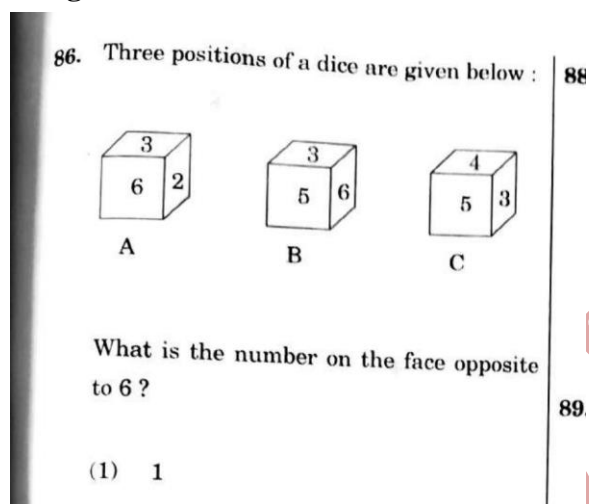 86. Three positions of a dice are given below :
88
3
6 2
A
3
5 6
B
4
5 3
C
What is the number on the face opposite
to 6 ?
89.
(1) 1